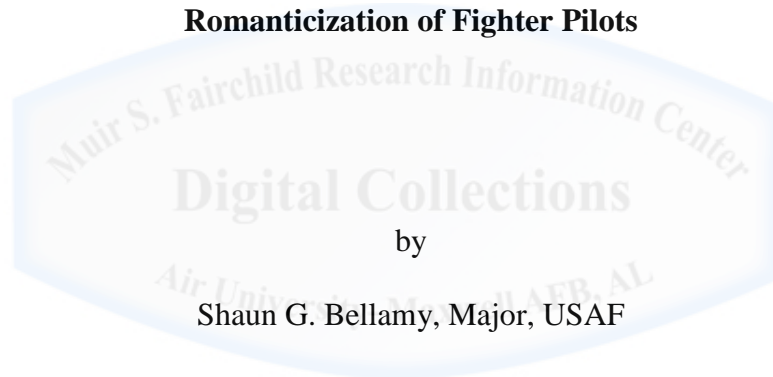 Romanticization of Fighter Pilots
Muir S. Fairchild Research Information Center
Digital Collections
by
Air University, Maxwell AFB, AL
Shaun G. Bellamy, Major, USAF